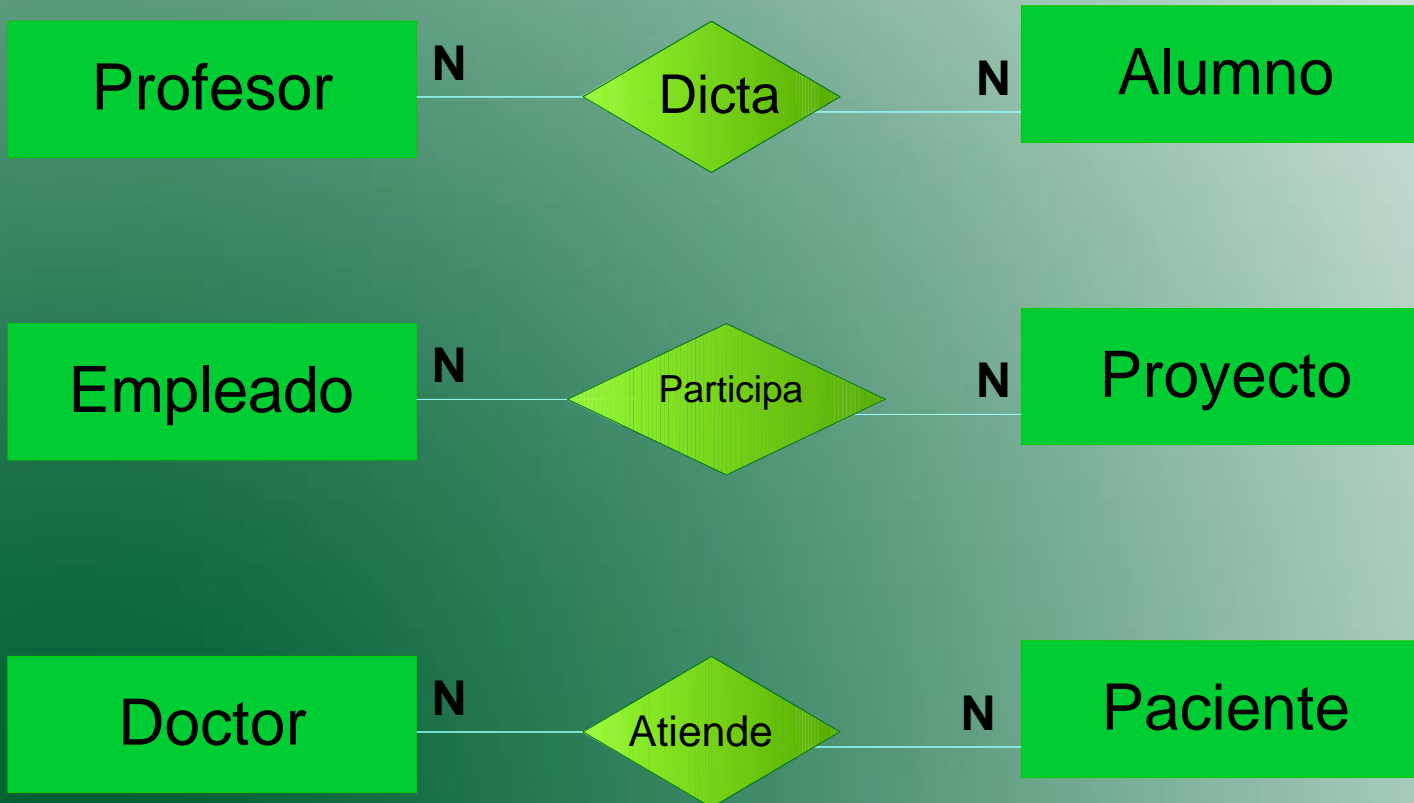 Profesor N Dicta N Alumno
Empleado N Participa N Proyecto
Doctor N Atiende N Paciente